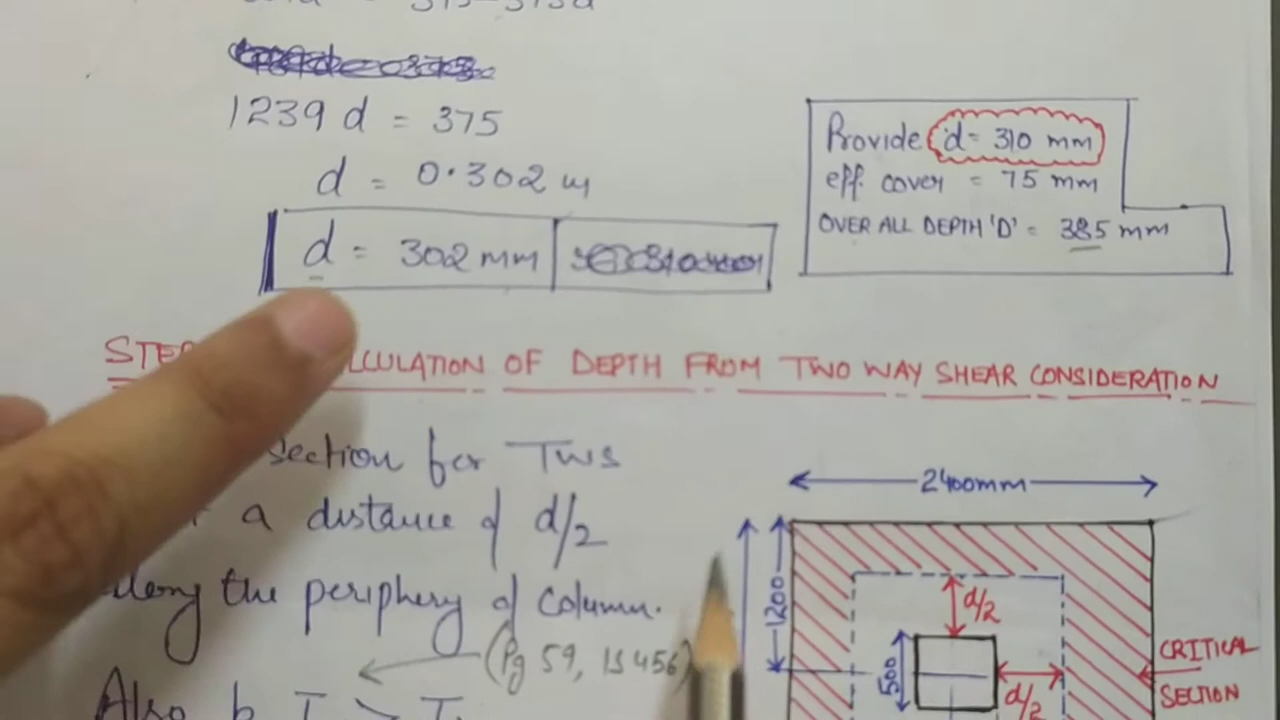 1239 d = 375
d = 0.302 m
d = 302 mm
Provide d = 310 mm
eff. cover = 75 mm
OVER ALL DEPTH 'D' = 385 mm
CALCULATION OF DEPTH FROM TWO WAY SHEAR CONSIDERATION
Section for TWS
a distance of d/2
along the periphery of column.
(Pg 59, IS 456)
Also
2400mm
1200
d/2
500
d/2
CRITICAL
SECTION